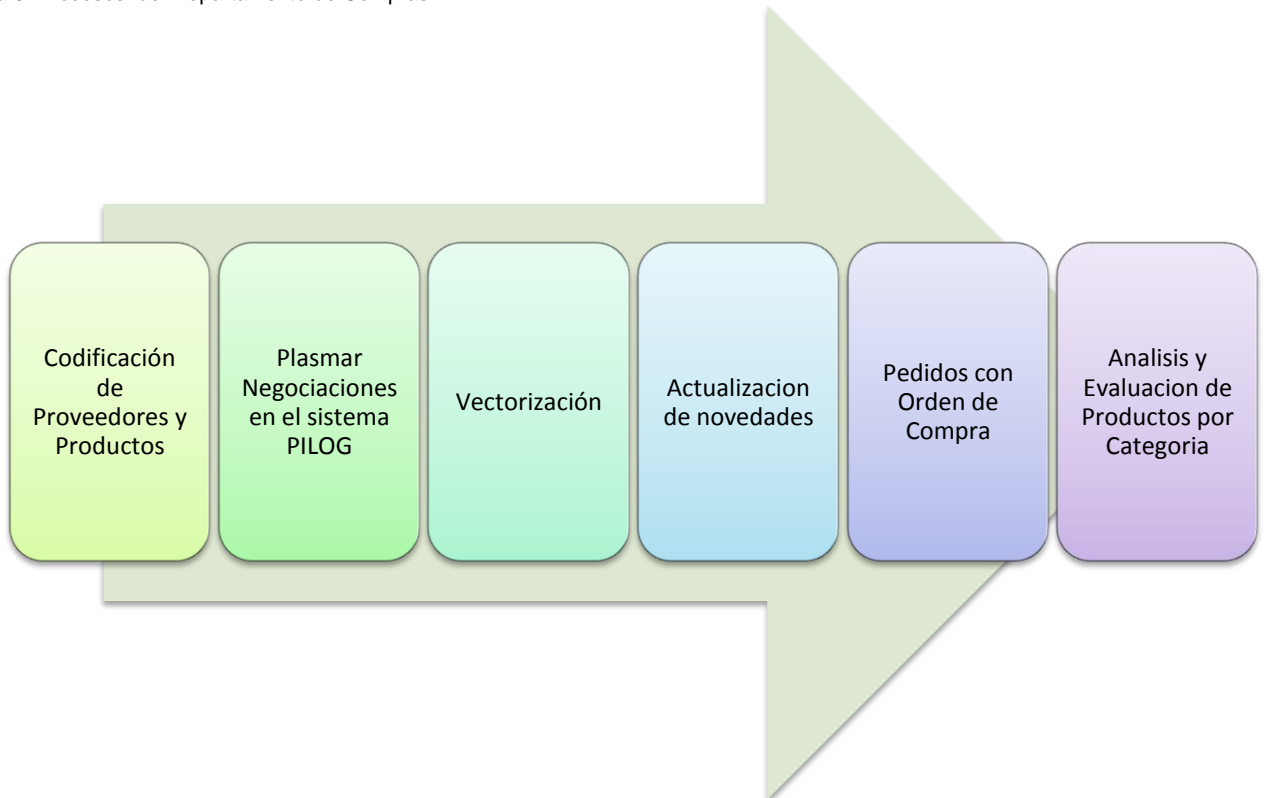 Codificación
de
Proveedores y
Productos
Plasmar
Negociaciones
en el sistema
PILOG
Vectorización
Actualizacion
de novedades
Pedidos con
Orden de
Compra
Analisis y
Evaluacion de
Productos por
Categoria